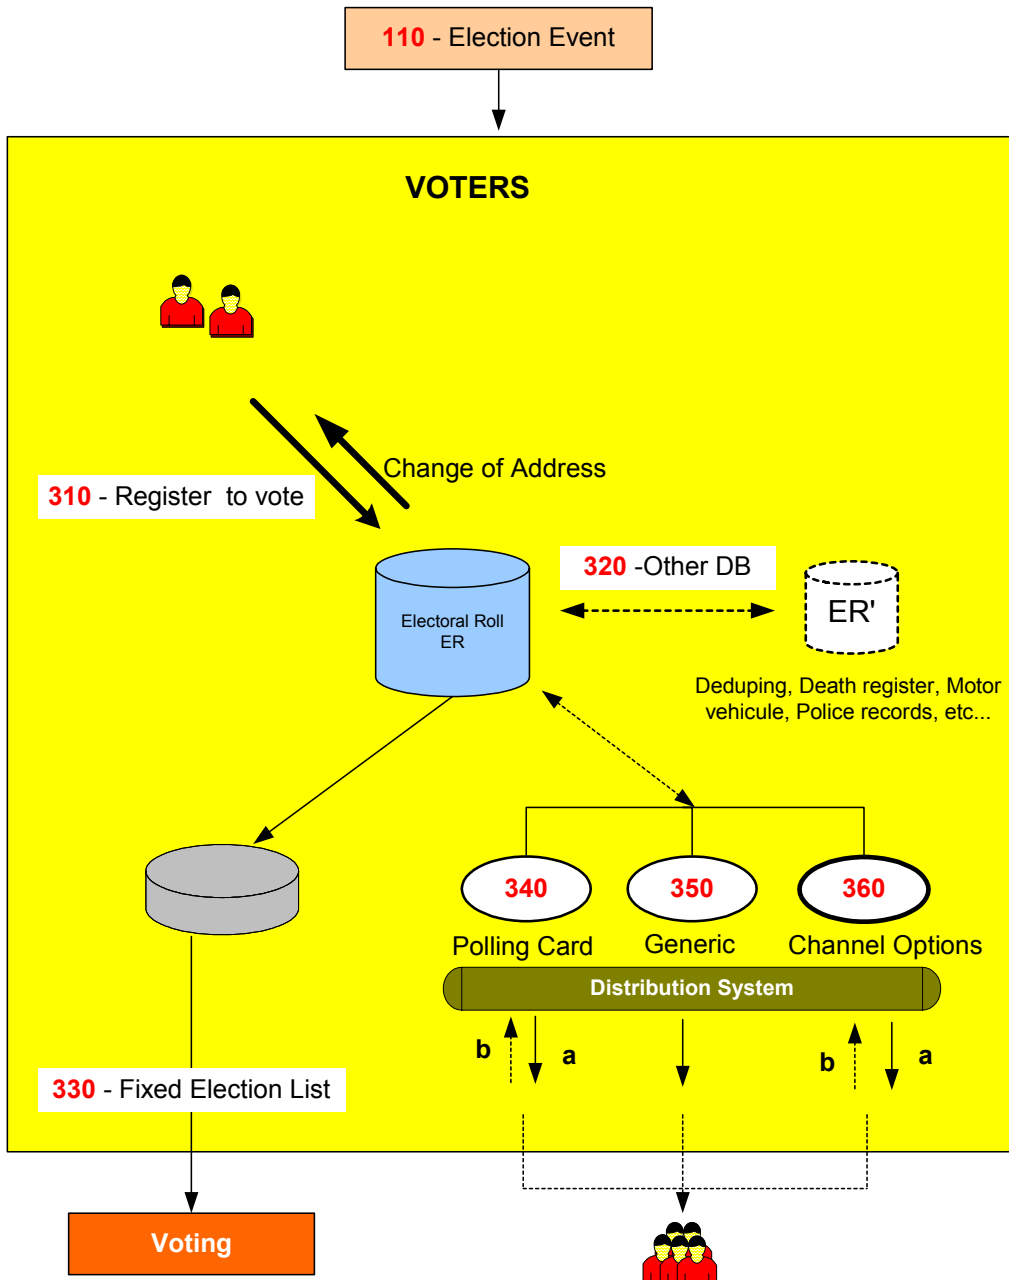 110 - Election Event
VOTERS
Change of Address
310 - Register to vote
320 -Other DB
Electoral Roll
ER
ER'
Deduping, Death register, Motor
vehicule, Police records, etc...
340
350
360
Polling Card
Generic
Channel Options
Distribution System
b
a
b
a
330 - Fixed Election List
Voting